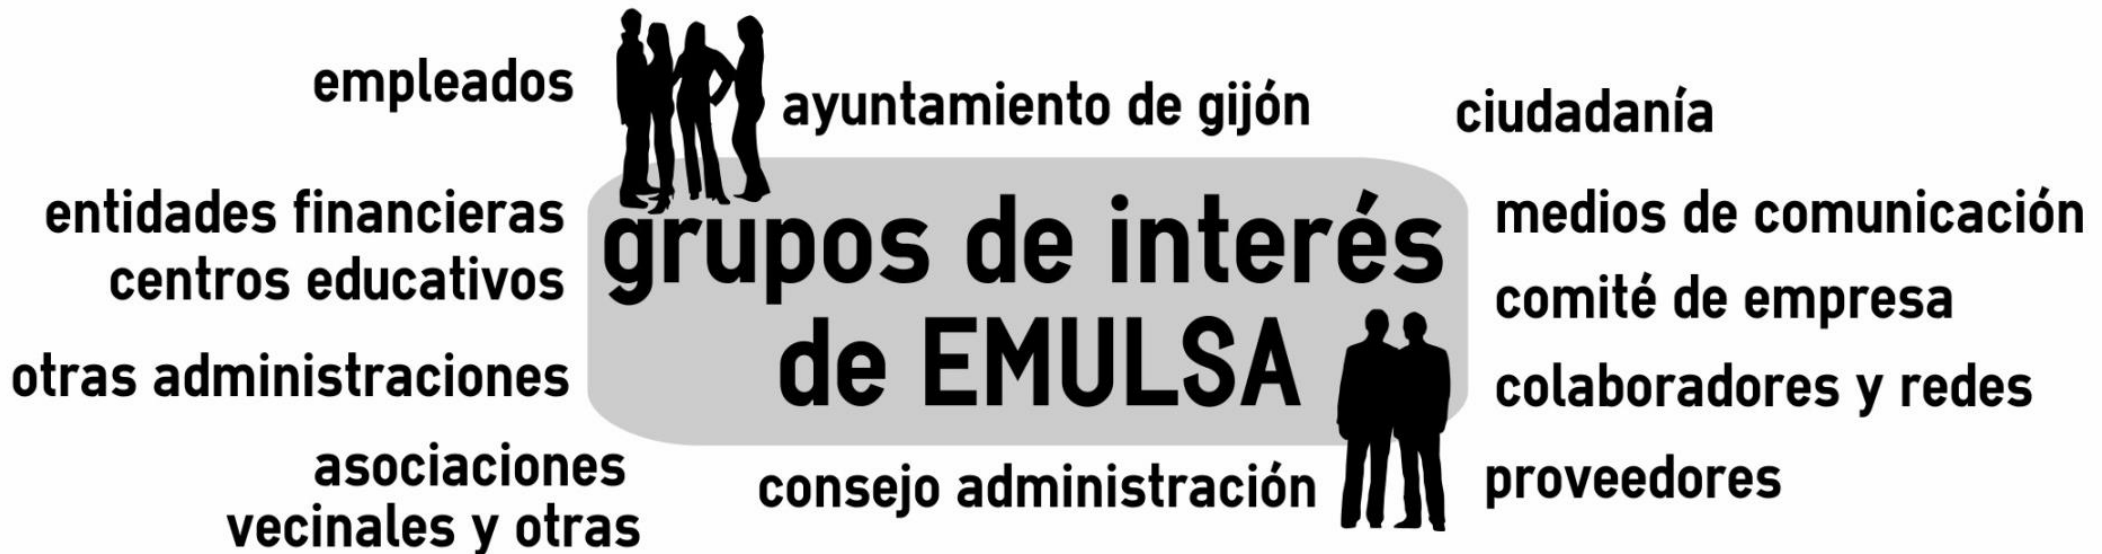 empleados
ayuntamiento de gijón
ciudadanía
entidades financieras
centros educativos
otras administraciones
asociaciones
vecinales y otras
grupos de interés
de EMULSA
consejo administración
medios de comunicación
comité de empresa
colaboradores y redes
proveedores